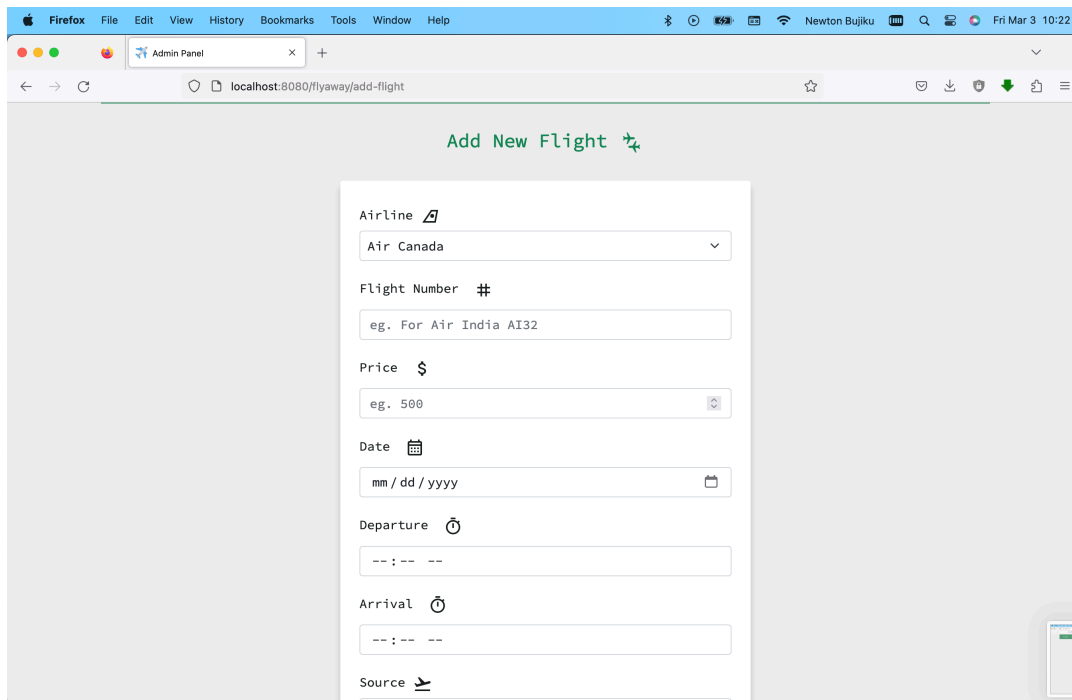 Firefox File Edit View History Bookmarks Tools Window Help Newton Bujiku Fri Mar 3 10:22
Admin Panel
localhost:8080/flyaway/add-flight
Add New Flight
Airline
Air Canada
Flight Number #
eg. For Air India AI32
Price $
eg. 500
Date
mm/dd/yyyy
Departure
--:-- --
Arrival
--:-- --
Source